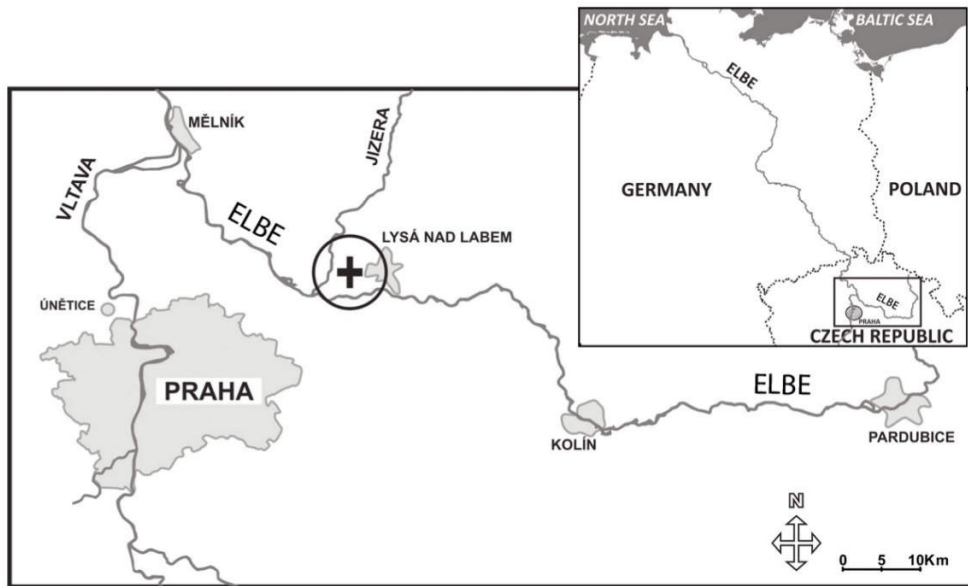 NORTH SEA
BALTIC SEA
ELBE
GERMANY
POLAND
ELBE
PRAHA
CZECH REPUBLIC
MĚLNÍK
JIZERA
VLTAVA
ELBE
LYSÁ NAD LABEM
ÚNĚTICE
PRAHA
ELBE
KOLÍN
PARDUBICE
N
0 5 10Km